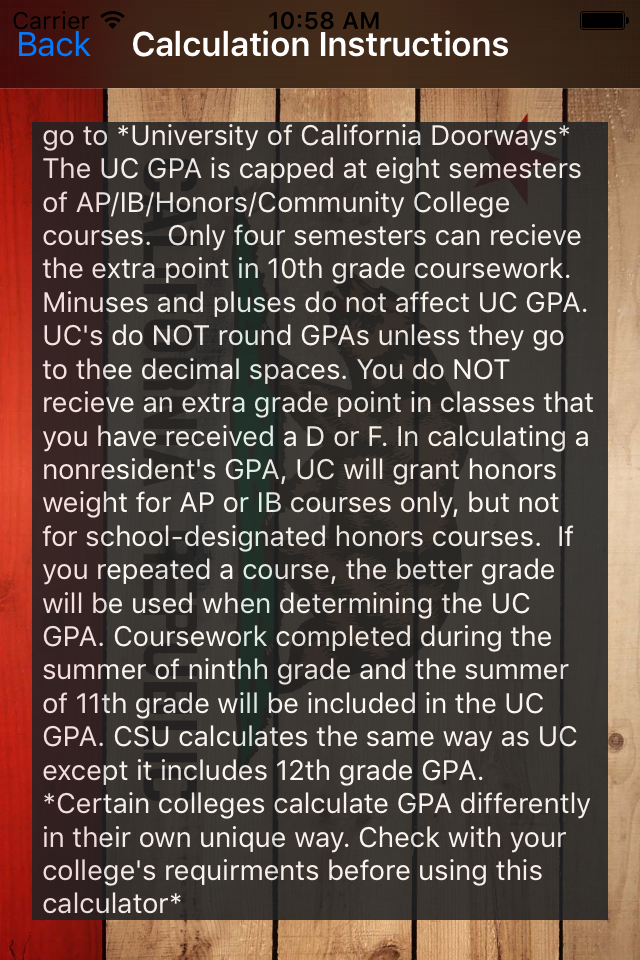 Carrier 10:58 AM
Back Calculation Instructions
go to *University of California Doorways*
The UC GPA is capped at eight semesters
of AP/IB/Honors/Community College
courses.  Only four semesters can recieve
the extra point in 10th grade coursework.
Minuses and pluses do not affect UC GPA.
UC's do NOT round GPAs unless they go
to thee decimal spaces. You do NOT
recieve an extra grade point in classes that
you have received a D or F. In calculating a
nonresident's GPA, UC will grant honors
weight for AP or IB courses only, but not
for school-designated honors courses.  If
you repeated a course, the better grade
will be used when determining the UC
GPA. Coursework completed during the
summer of ninthh grade and the summer
of 11th grade will be included in the UC
GPA. CSU calculates the same way as UC
except it includes 12th grade GPA.
*Certain colleges calculate GPA differently
in their own unique way. Check with your
college's requirments before using this
calculator*
CALIFORNIA REPUBLIC